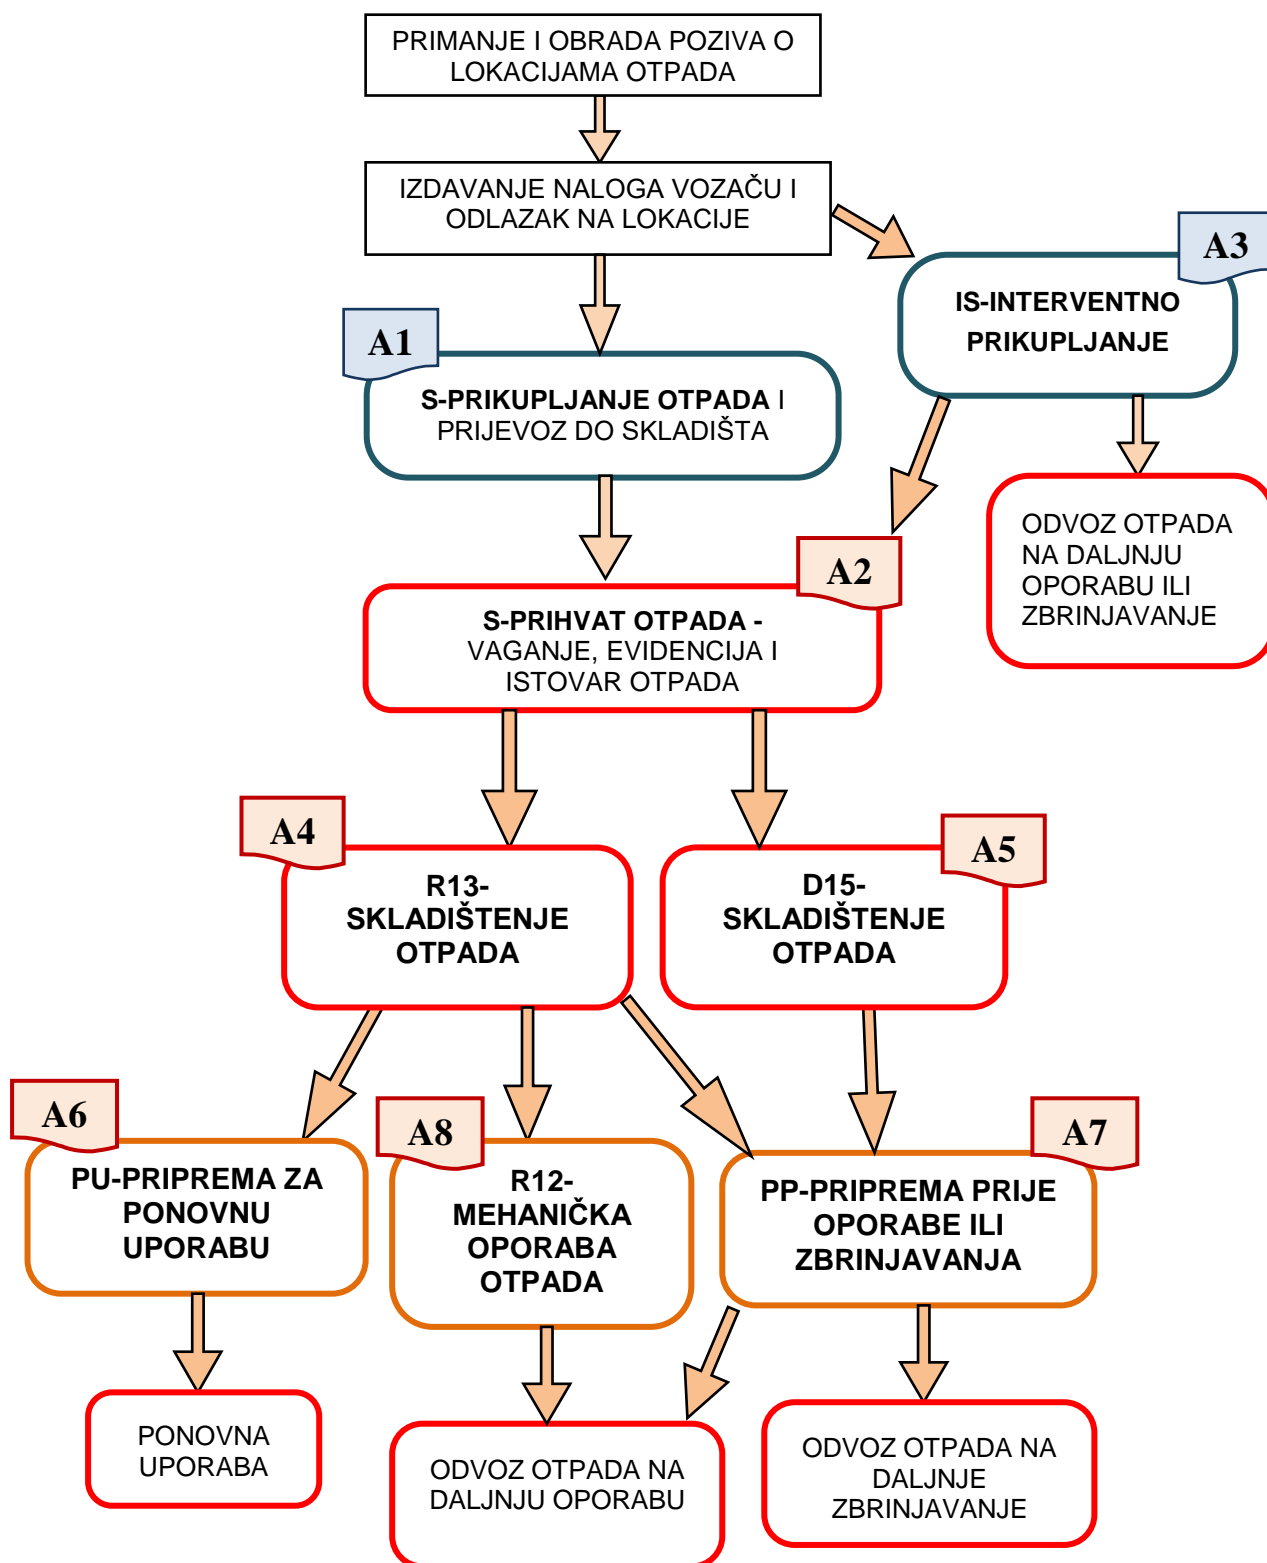 PRIMANJE I OBRADA POZIVA O
LOKACIJAMA OTPADA
IZDAVANJE NALOGA VOZAČU I
ODLAZAK NA LOKACIJE
A3
IS-INTERVENTNO
PRIKUPLJANJE
A1
S-PRIKUPLJANJE OTPADA I
PRIJEVOZ DO SKLADIŠTA
ODVOZ OTPADA
NA DALJNJU
OPORABU ILI
ZBRINJAVANJE
A2
S-PRIHVAT OTPADA -
VAGANJE, EVIDENCIJA I
ISTOVAR OTPADA
A4
R13-
SKLADIŠTENJE
OTPADA
A5
D15-
SKLADIŠTENJE
OTPADA
A6
PU-PRIPREMA ZA
PONOVNU
UPORABU
A8
R12-
MEHANIČKA
OPORABA
OTPADA
A7
PP-PRIPREMA PRIJE
OPORABE ILI
ZBRINJAVANJA
PONOVNA
UPORABA
ODVOZ OTPADA NA
DALJNJU OPORABU
ODVOZ OTPADA NA
DALJNJE
ZBRINJAVANJE